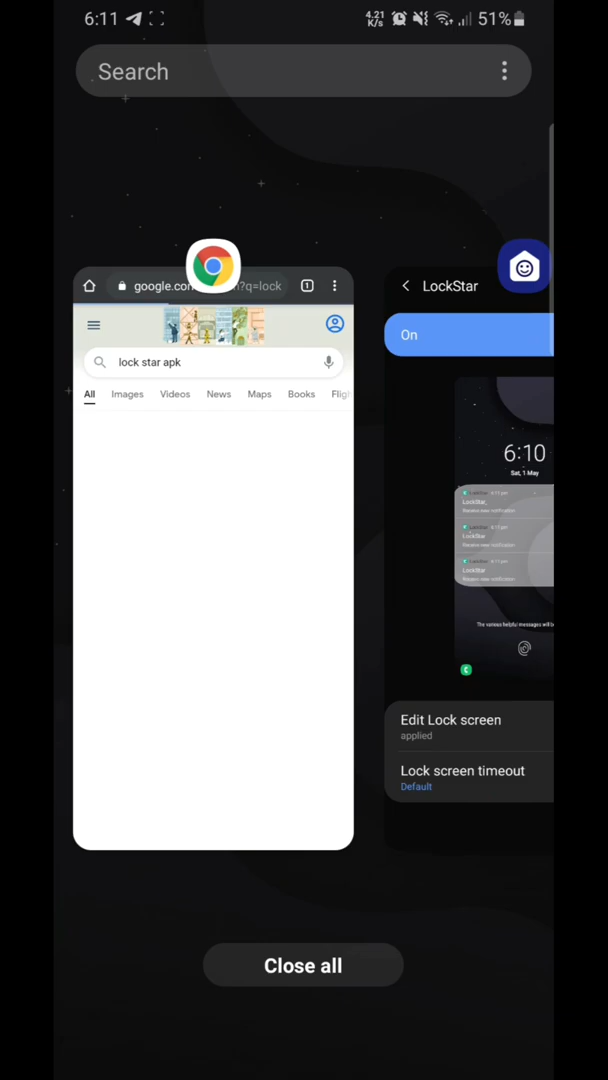 6:11
4.21
K/s
51%
Search
google.com
?q=lock
1
lock star apk
All Images Videos News Maps Books
LockStar
On
6:10
Sat, 1 May
LockStar
LockStar
Receive new notification
LockStar
LockStar
Receive new notification
LockStar
LockStar
Receive new notification
The various helpful messages will
Edit Lock screen
applied
Lock screen timeout
Default
Close all